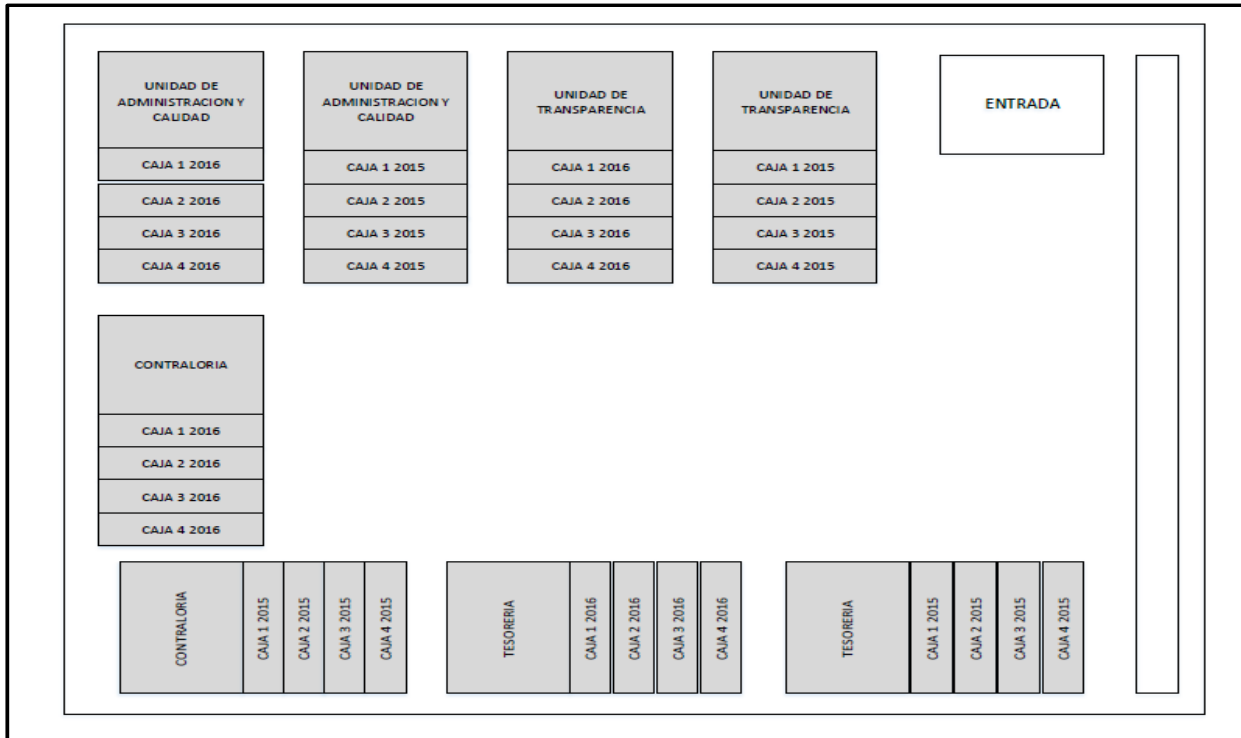 UNIDAD DE
ADMINISTRACION Y
CALIDAD
CAJA 1 2016
CAJA 2 2016
CAJA 3 2016
CAJA 4 2016
UNIDAD DE
ADMINISTRACION Y
CALIDAD
CAJA 1 2015
CAJA 2 2015
CAJA 3 2015
CAJA 4 2015
UNIDAD DE
TRANSPARENCIA
CAJA 1 2016
CAJA 2 2016
CAJA 3 2016
CAJA 4 2016
UNIDAD DE
TRANSPARENCIA
CAJA 1 2015
CAJA 2 2015
CAJA 3 2015
CAJA 4 2015
ENTRADA
CONTRALORIA
CAJA 1 2016
CAJA 2 2016
CAJA 3 2016
CAJA 4 2016
CONTRALORIA
CAJA 1 2015
CAJA 2 2015
CAJA 3 2015
CAJA 4 2015
TESORERIA
CAJA 1 2016
CAJA 2 2016
CAJA 3 2016
CAJA 4 2016
TESORERIA
CAJA 1 2015
CAJA 2 2015
CAJA 3 2015
CAJA 4 2015